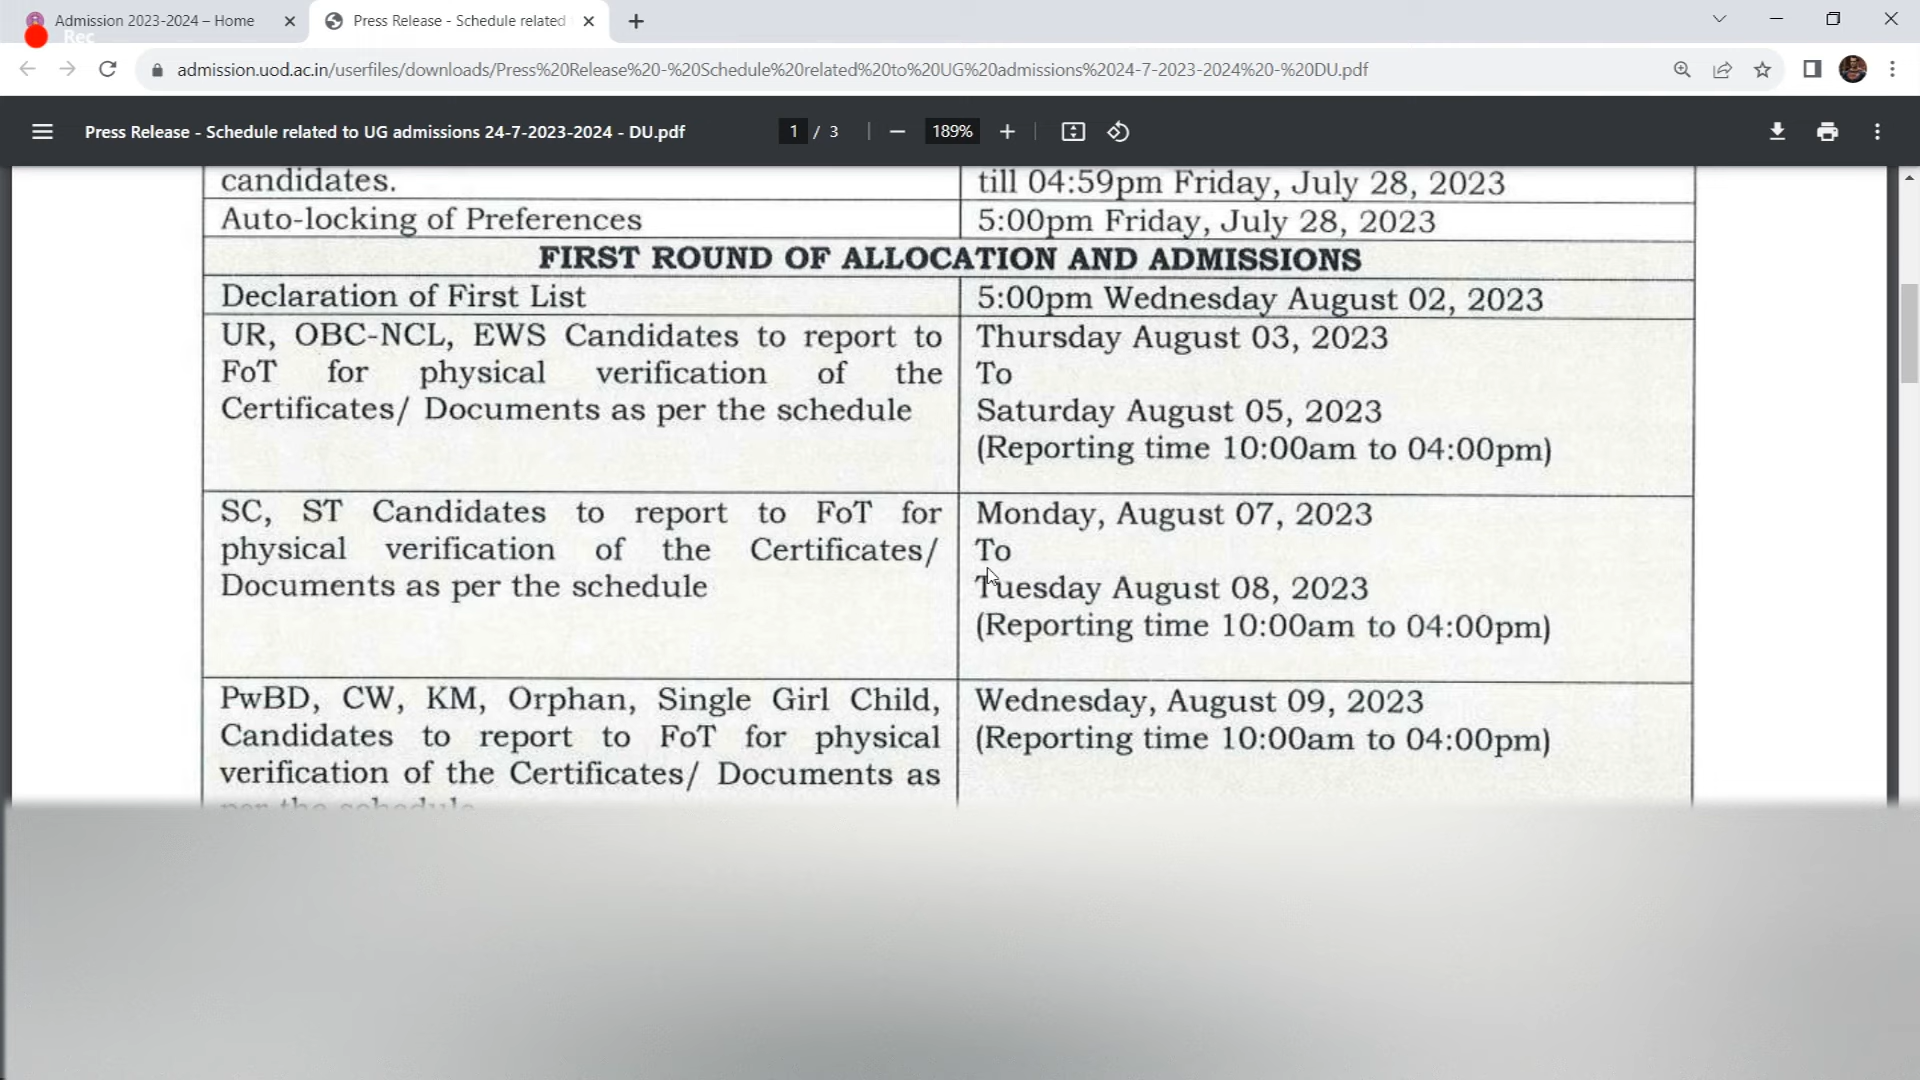 Admission 2023-2024 – Home
Press Release - Schedule related
Rec
admission.uod.ac.in/userfiles/downloads/Press%20Release%20-%20Schedule%20related%20to%20UG%20admissions%2024-7-2023-2024%20-%20DU.pdf
Press Release - Schedule related to UG admissions 24-7-2023-2024 - DU.pdf
1 / 3
189%
candidates.
till 04:59pm Friday, July 28, 2023
Auto-locking of Preferences
5:00pm Friday, July 28, 2023
FIRST ROUND OF ALLOCATION AND ADMISSIONS
Declaration of First List
5:00pm Wednesday August 02, 2023
UR, OBC-NCL, EWS Candidates to report to
FoT for physical verification of the
Certificates/ Documents as per the schedule
Thursday August 03, 2023
To
Saturday August 05, 2023
(Reporting time 10:00am to 04:00pm)
SC, ST Candidates to report to FoT for
physical verification of the Certificates/
Documents as per the schedule
Monday, August 07, 2023
To
Tuesday August 08, 2023
(Reporting time 10:00am to 04:00pm)
PwBD, CW, KM, Orphan, Single Girl Child,
Candidates to report to FoT for physical
verification of the Certificates/ Documents as
per the schedule
Wednesday, August 09, 2023
(Reporting time 10:00am to 04:00pm)